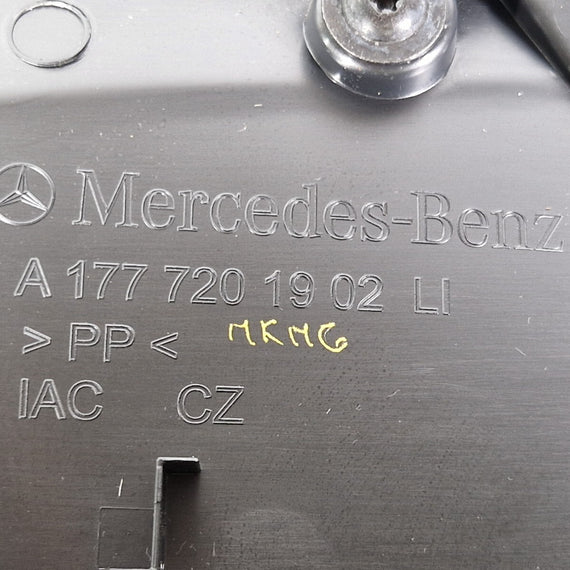 Mercedes-Benz
A 177 720 19 02 LI
> PP < MKMG
IAC CZ